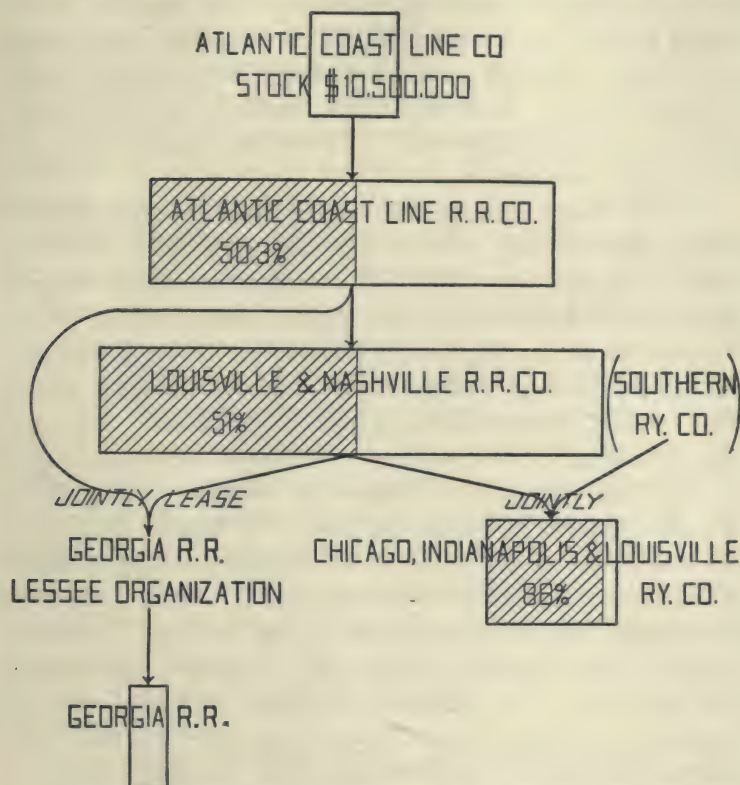 ATLANTIC COAST LINE CO
STOCK $10.500.000
ATLANTIC COAST LINE R.R.CO.
50.3%
LOUISVILLE & NASHVILLE R.R.CO.
51%
(SOUTHERN
RY. CO.)
JOINTLY LEASE
JOINTLY
GEORGIA R.R.
LESSEE ORGANIZATION
CHICAGO, INDIANAPOLIS & LOUISVILLE
RY. CO.
GEORGIA R.R.